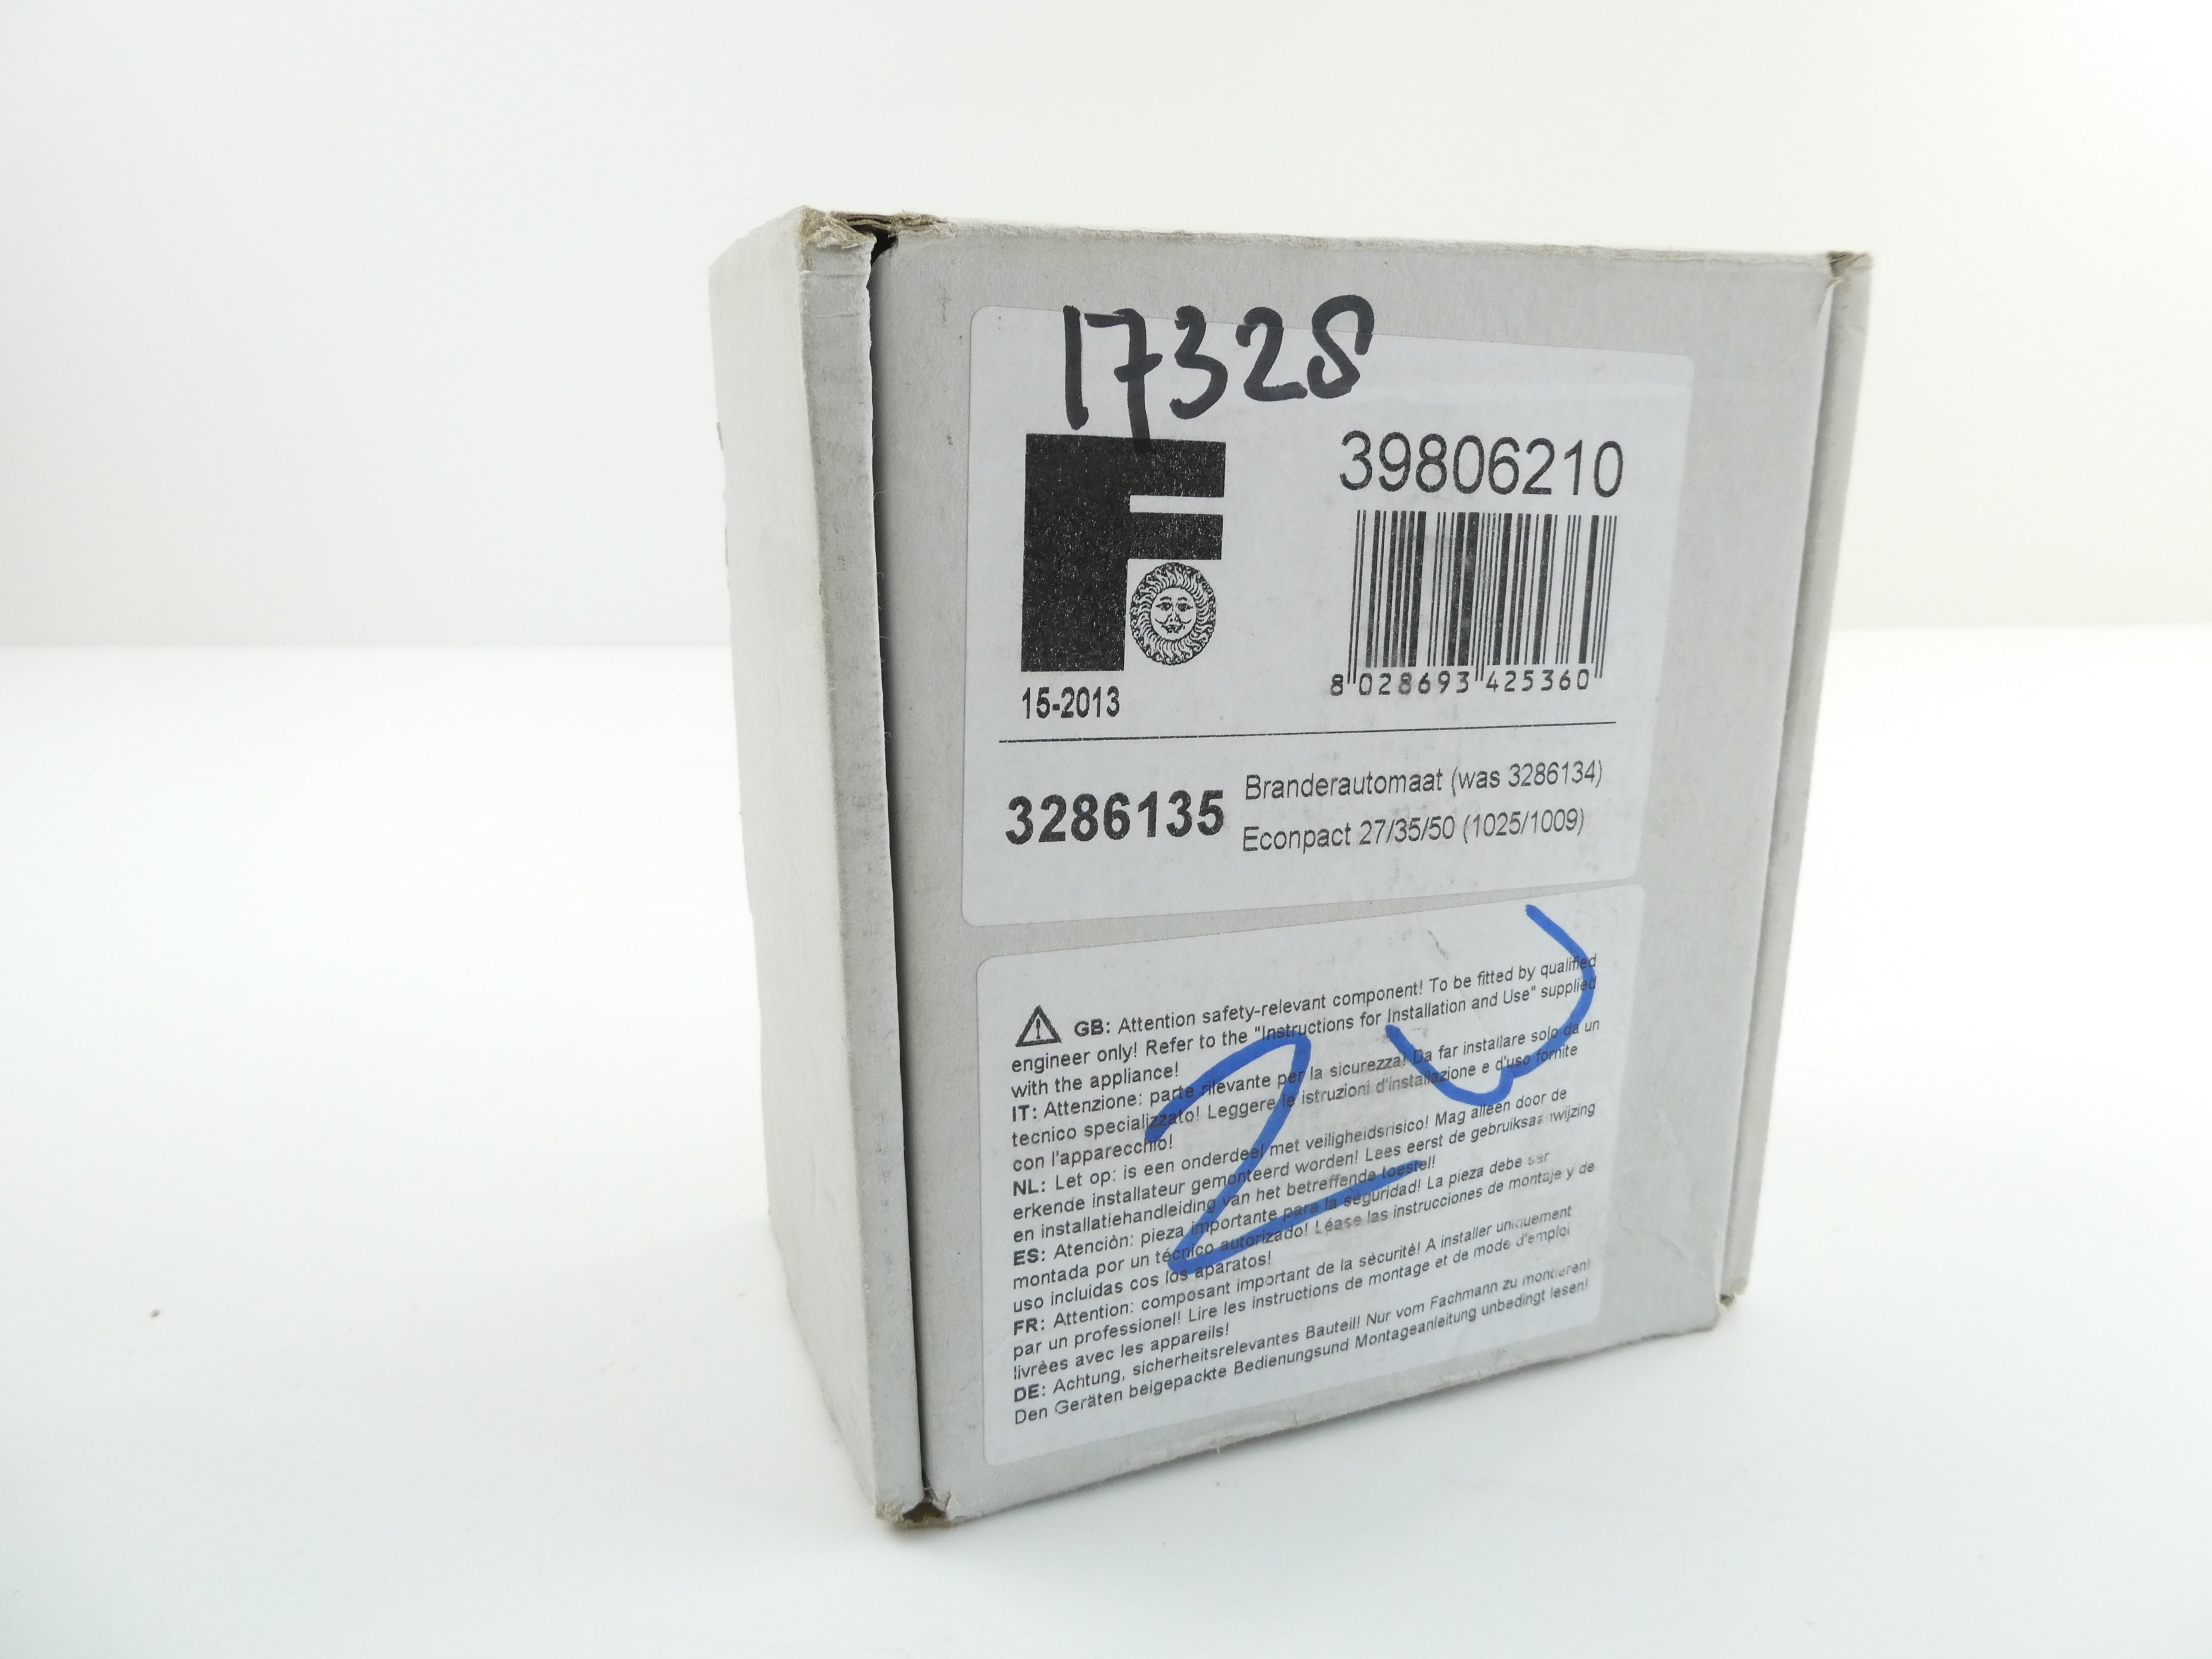 17328
39806210
F
8 028693 425360
15-2013
3286135
Branderautomaat (was 3286134)
Econpact 27/35/50 (1025/1009)
GB: Attention safety-relevant component! To be fitted by qualified
engineer only! Refer to the "Instructions for Installation and Use" supplied
with the appliance!
IT: Attenzione: parte rilevante per la sicurezza! Da far installare solo da un
tecnico specializzato! Leggere le istruzioni d'installazione e d'uso fornite
con l'apparecchio!
NL: Let op: is een onderdeel met veiligheidsrisico! Mag alleen door de
erkende installateur gemonteerd worden! Lees eerst de gebruiksaanwijzing
en installatiehandleiding van het betreffende toestel!
ES: Atenciòn: pieza importante para la seguridad! La pieza debe ser
montada por un técnico autorizado! Léase las instrucciones de montaje y de
uso incluidas cos los aparatos!
FR: Attention: composant important de la sècuritè! A installer uniquement
par un professionel! Lire les instructions de montage et de mode d'emploi
livrèes avec les appareils!
DE: Achtung, sicherheitsrelevantes Bauteil! Nur vom Fachmann zu montieren!
Den Geräten beigepackte Bedienungsund Montageanleitung unbedingt lesen!